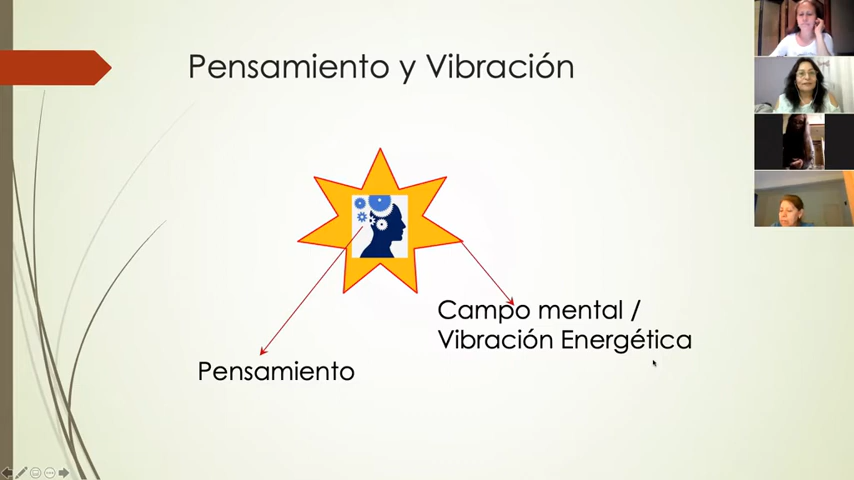 Pensamiento y Vibración
Campo mental /
Vibración Energética
Pensamiento